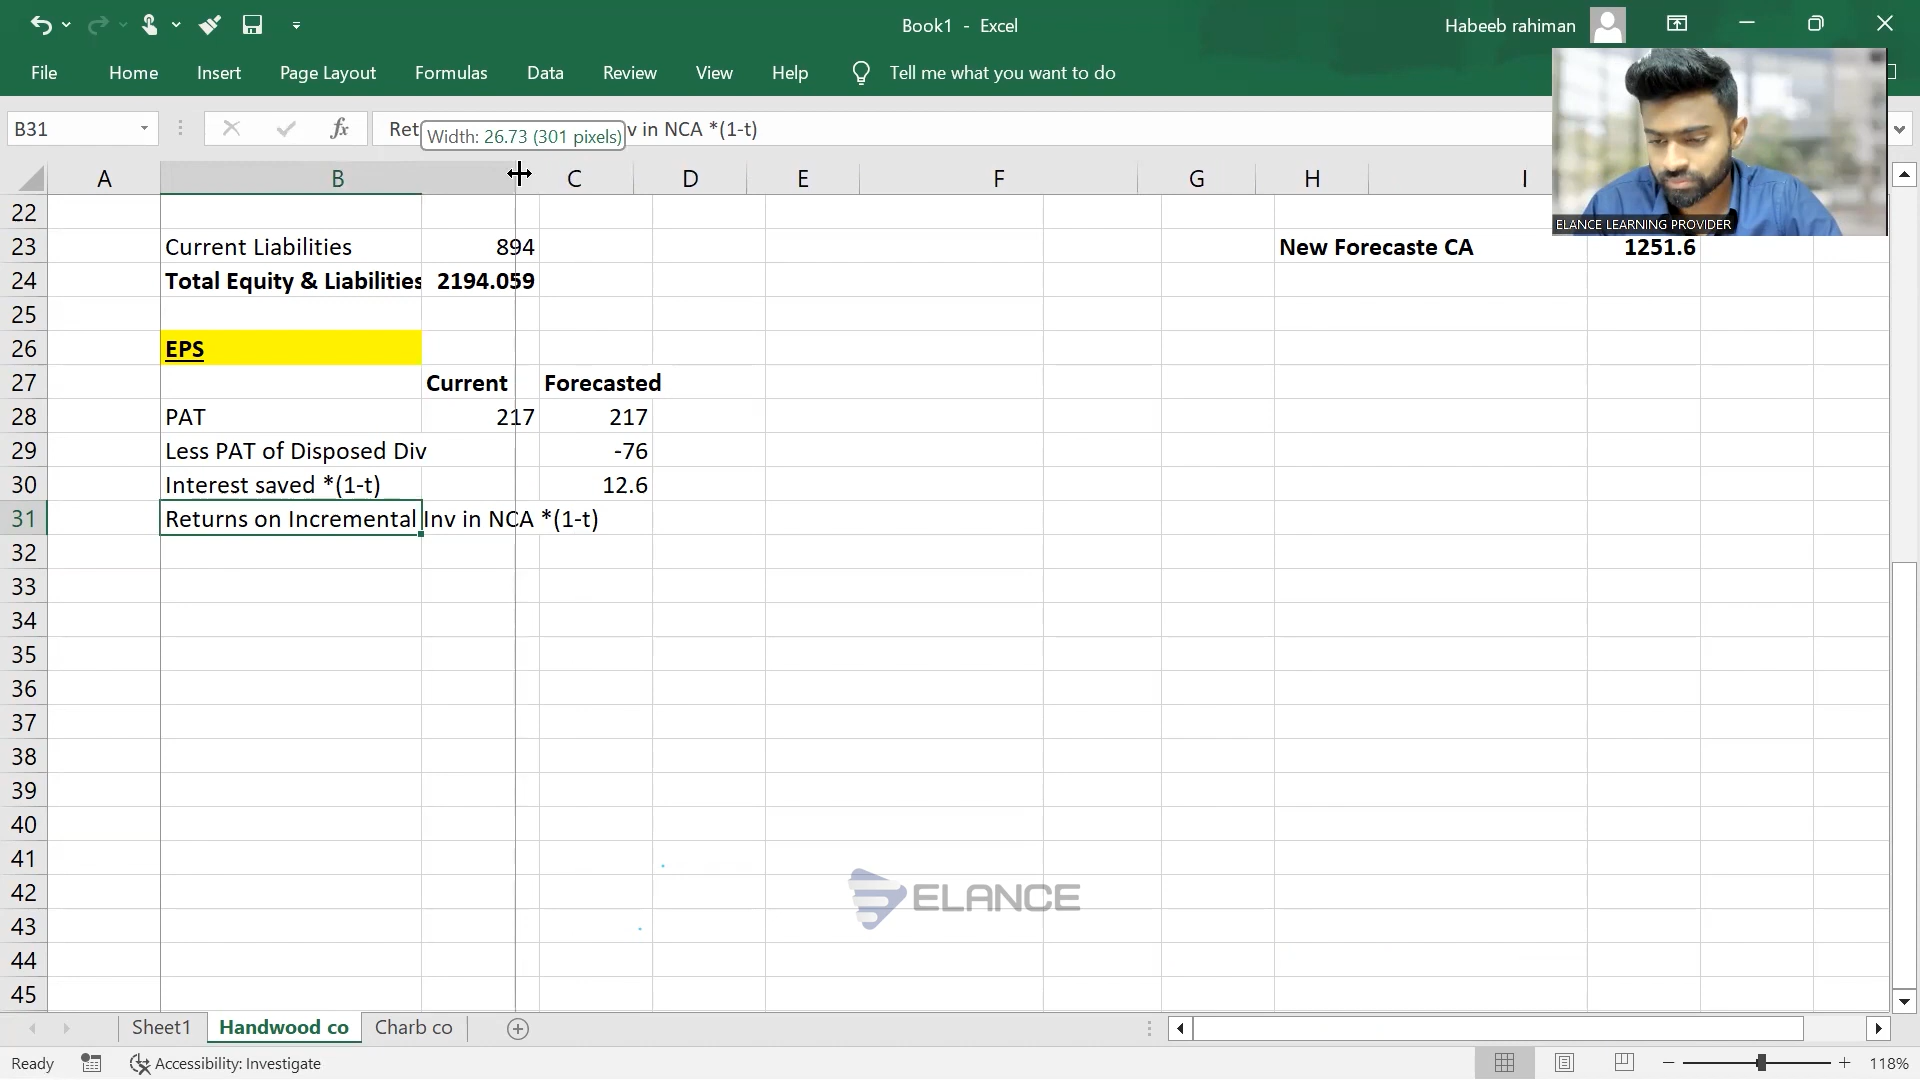 Book1 - Excel
Habeeb rahiman
File Home Insert Page Layout Formulas Data Review View Help Tell me what you want to do
B31
fx
Ret
v in NCA *(1-t)
Width: 26.73 (301 pixels)
A B C D E F G H I
22
23 Current Liabilities 894 New Forecaste CA 1251.6
24 Total Equity & Liabilities 2194.059
25
26 EPS
27 Current Forecasted
28 PAT 217 217
29 Less PAT of Disposed Div -76
30 Interest saved *(1-t) 12.6
31 Returns on Incremental Inv in NCA *(1-t)
32
33
34
35
36
37
38
39
40
41
42
43
44
45
ELANCE LEARNING PROVIDER
ELANCE
Sheet1 Handwood co Charb co
Ready Accessibility: Investigate 118%